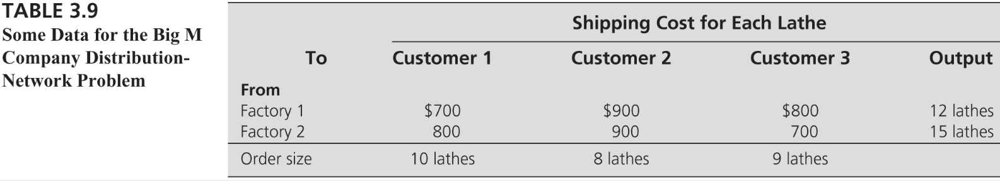 TABLE 3.9
Some Data for the Big M
Company Distribution-
Network Problem
Shipping Cost for Each Lathe
To Customer 1 Customer 2 Customer 3 Output
From
Factory 1 $700 $900 $800 12 lathes
Factory 2 800 900 700 15 lathes
Order size 10 lathes 8 lathes 9 lathes